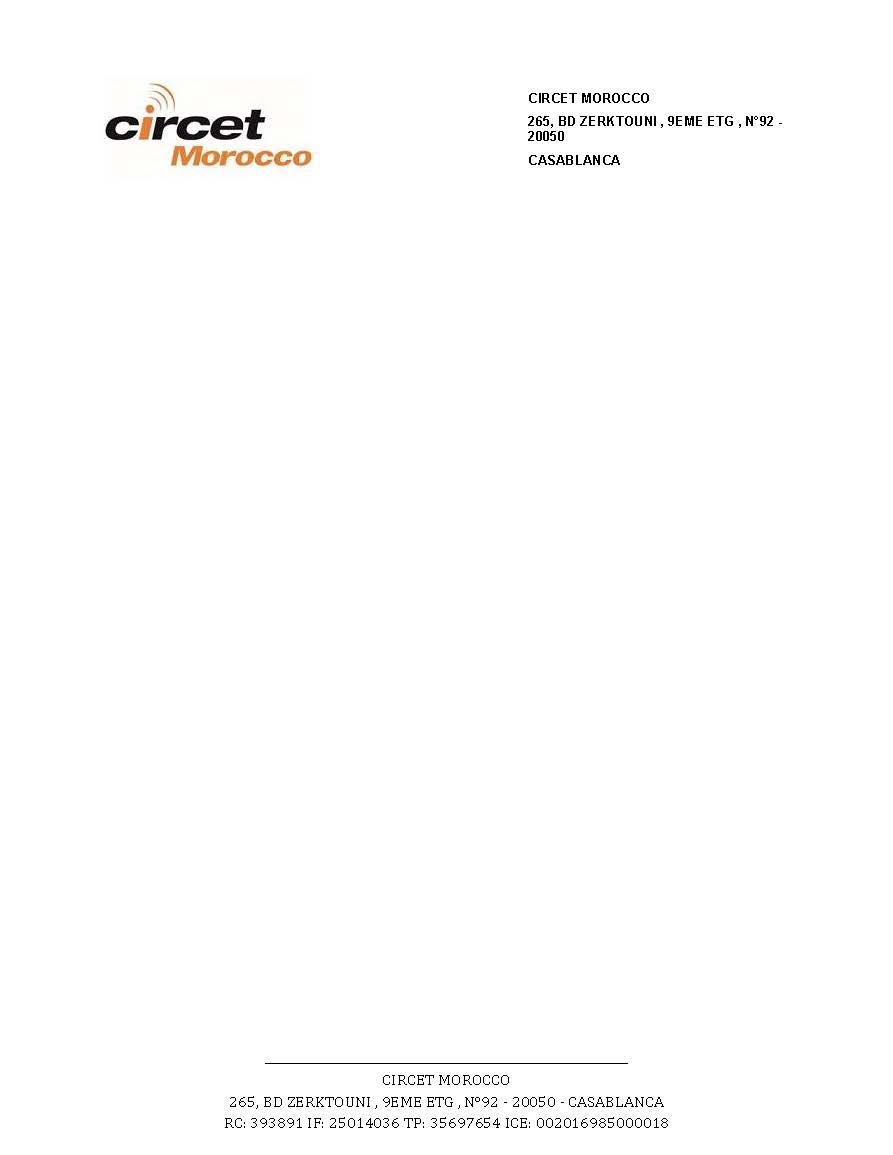 circet
Morocco
CIRCET MOROCCO
265, BD ZERKTOUNI , 9EME ETG , N°92 -
20050
CASABLANCA
CIRCET MOROCCO
265, BD ZERKTOUNI , 9EME ETG , N°92 - 20050 - CASABLANCA
RC: 393891 IF: 25014036 TP: 35697654 ICE: 002016985000018